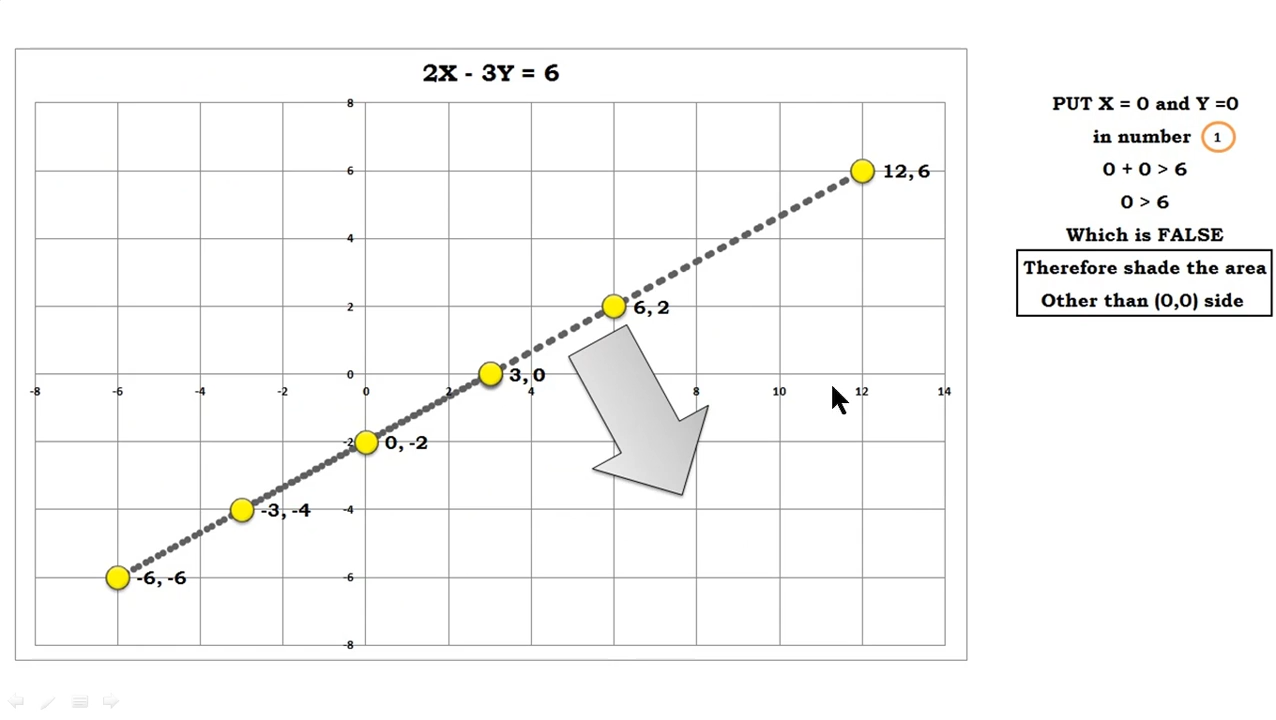 2X - 3Y = 6
8
6
4
2
0
-2
-4
-6
-8
-8 -6 -4 -2 0 2 4 6 8 10 12 14
12, 6
6, 2
3, 0
0, -2
-3, -4
-6, -6
PUT X = 0 and Y =0
in number 1
0 + 0 > 6
0 > 6
Which is FALSE
Therefore shade the area
Other than (0,0) side